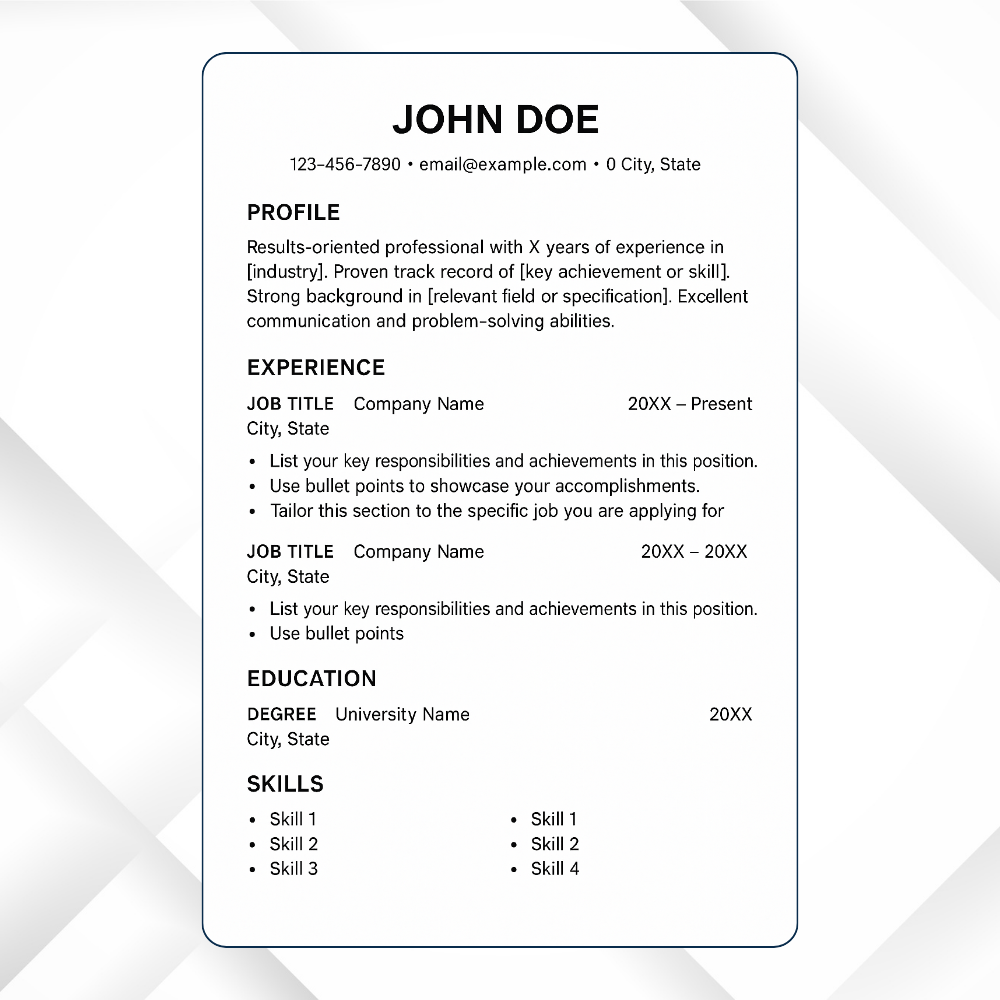 JOHN DOE
123-456-7890 • email@example.com • 0 City, State
PROFILE
Results-oriented professional with X years of experience in
[industry]. Proven track record of [key achievement or skill].
Strong background in [relevant field or specification]. Excellent
communication and problem-solving abilities.
EXPERIENCE
JOB TITLE Company Name 20XX – Present
City, State
• List your key responsibilities and achievements in this position.
• Use bullet points to showcase your accomplishments.
• Tailor this section to the specific job you are applying for
JOB TITLE Company Name 20XX – 20XX
City, State
• List your key responsibilities and achievements in this position.
• Use bullet points
EDUCATION
DEGREE University Name 20XX
City, State
SKILLS
• Skill 1 • Skill 1
• Skill 2 • Skill 2
• Skill 3 • Skill 4